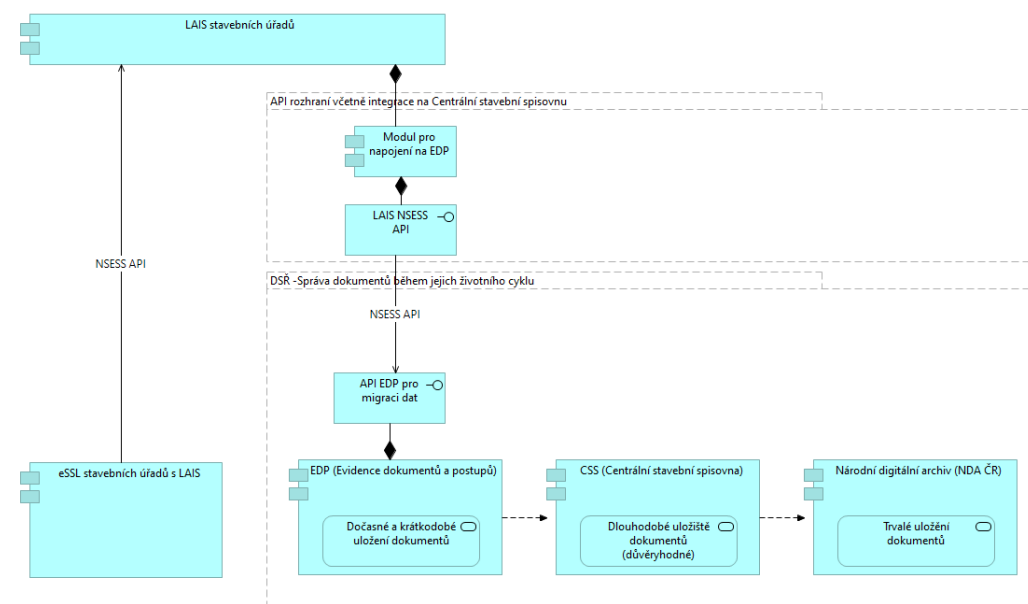 LAIS stavebních úřadů
API rozhraní včetně integrace na Centrální stavební spisovnu
Modul pro
napojení na EDP
LAIS NSESS
API
NSESS API
DSŘ -Správa dokumentů během jejich životního cyklu
NSESS API
API EDP pro
migraci dat
eSSL stavebních úřadů s LAIS
EDP (Evidence dokumentů a postupů)
CSS (Centrální stavební spisovna)
Národní digitální archiv (NDA ČR)
Dočasné a krátkodobé
uložení dokumentů
Dlouhodobé uložiště
dokumentů
(důvěryhodné)
Trvalé uložění
dokumentů